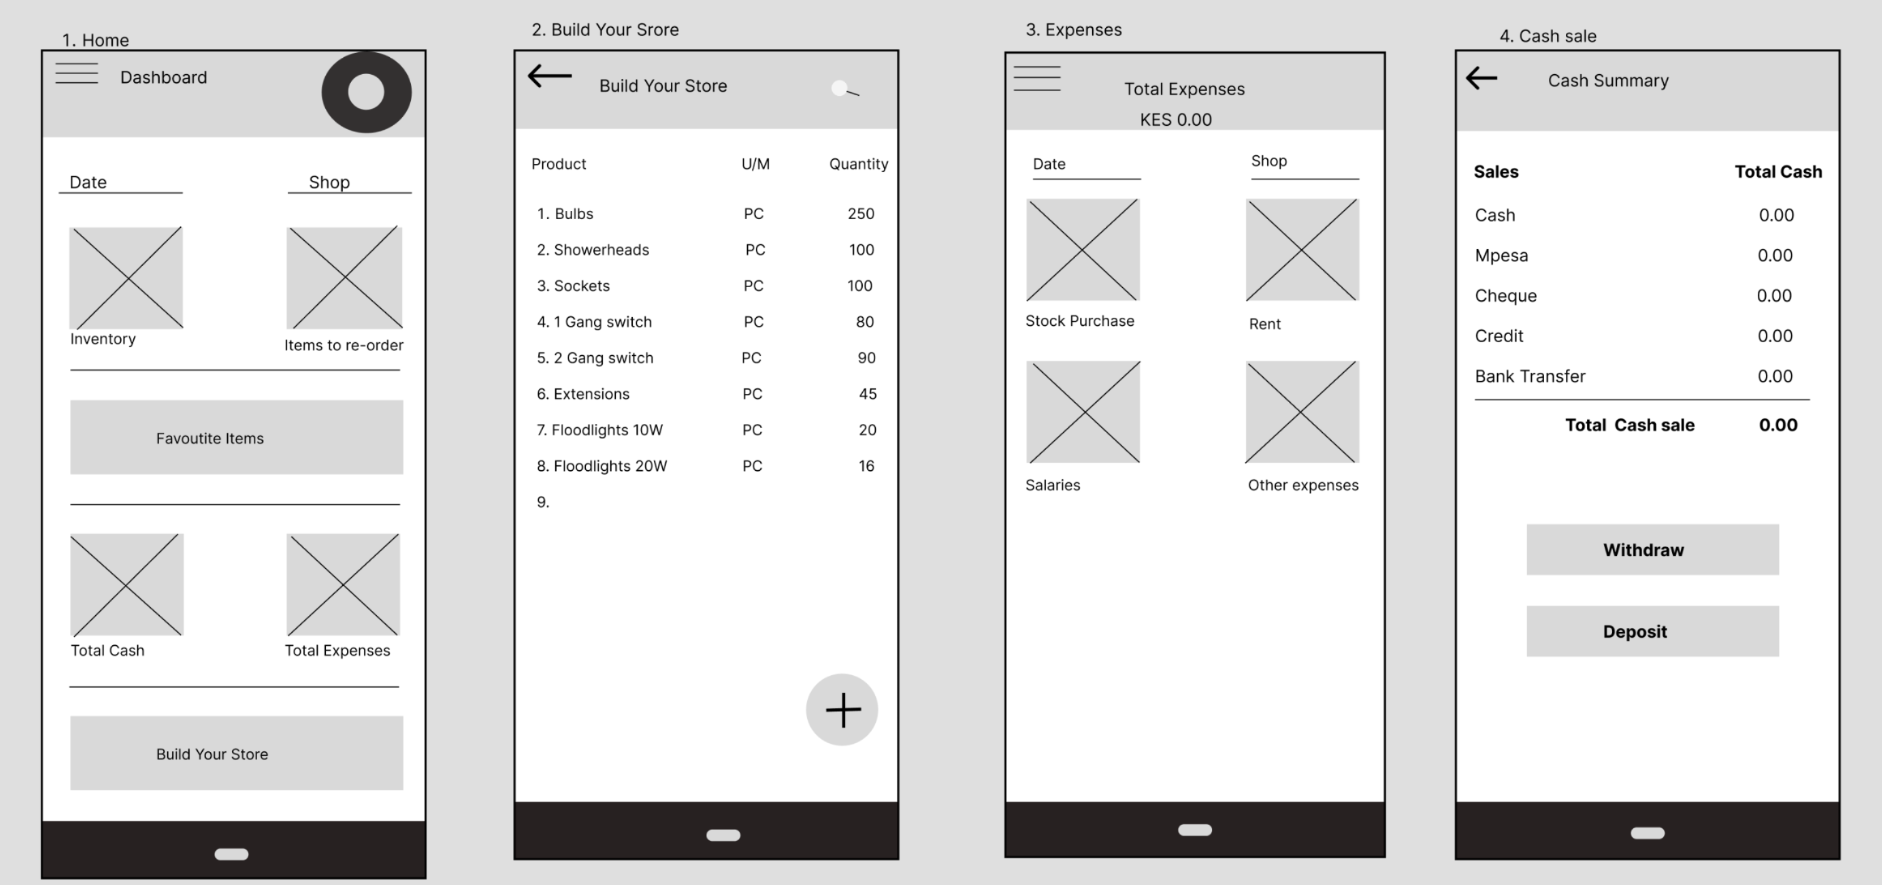 1. Home
Dashboard
Date Shop
Inventory Items to re-order
Favoutite Items
Total Cash Total Expenses
Build Your Store
2. Build Your Srore
Build Your Store
Product U/M Quantity
1. Bulbs PC 250
2. Showerheads PC 100
3. Sockets PC 100
4. 1 Gang switch PC 80
5. 2 Gang switch PC 90
6. Extensions PC 45
7. Floodlights 10W PC 20
8. Floodlights 20W PC 16
9.
3. Expenses
Total Expenses
KES 0.00
Date Shop
Stock Purchase Rent
Salaries Other expenses
4. Cash sale
Cash Summary
Sales Total Cash
Cash 0.00
Mpesa 0.00
Cheque 0.00
Credit 0.00
Bank Transfer 0.00
Total Cash sale 0.00
Withdraw
Deposit